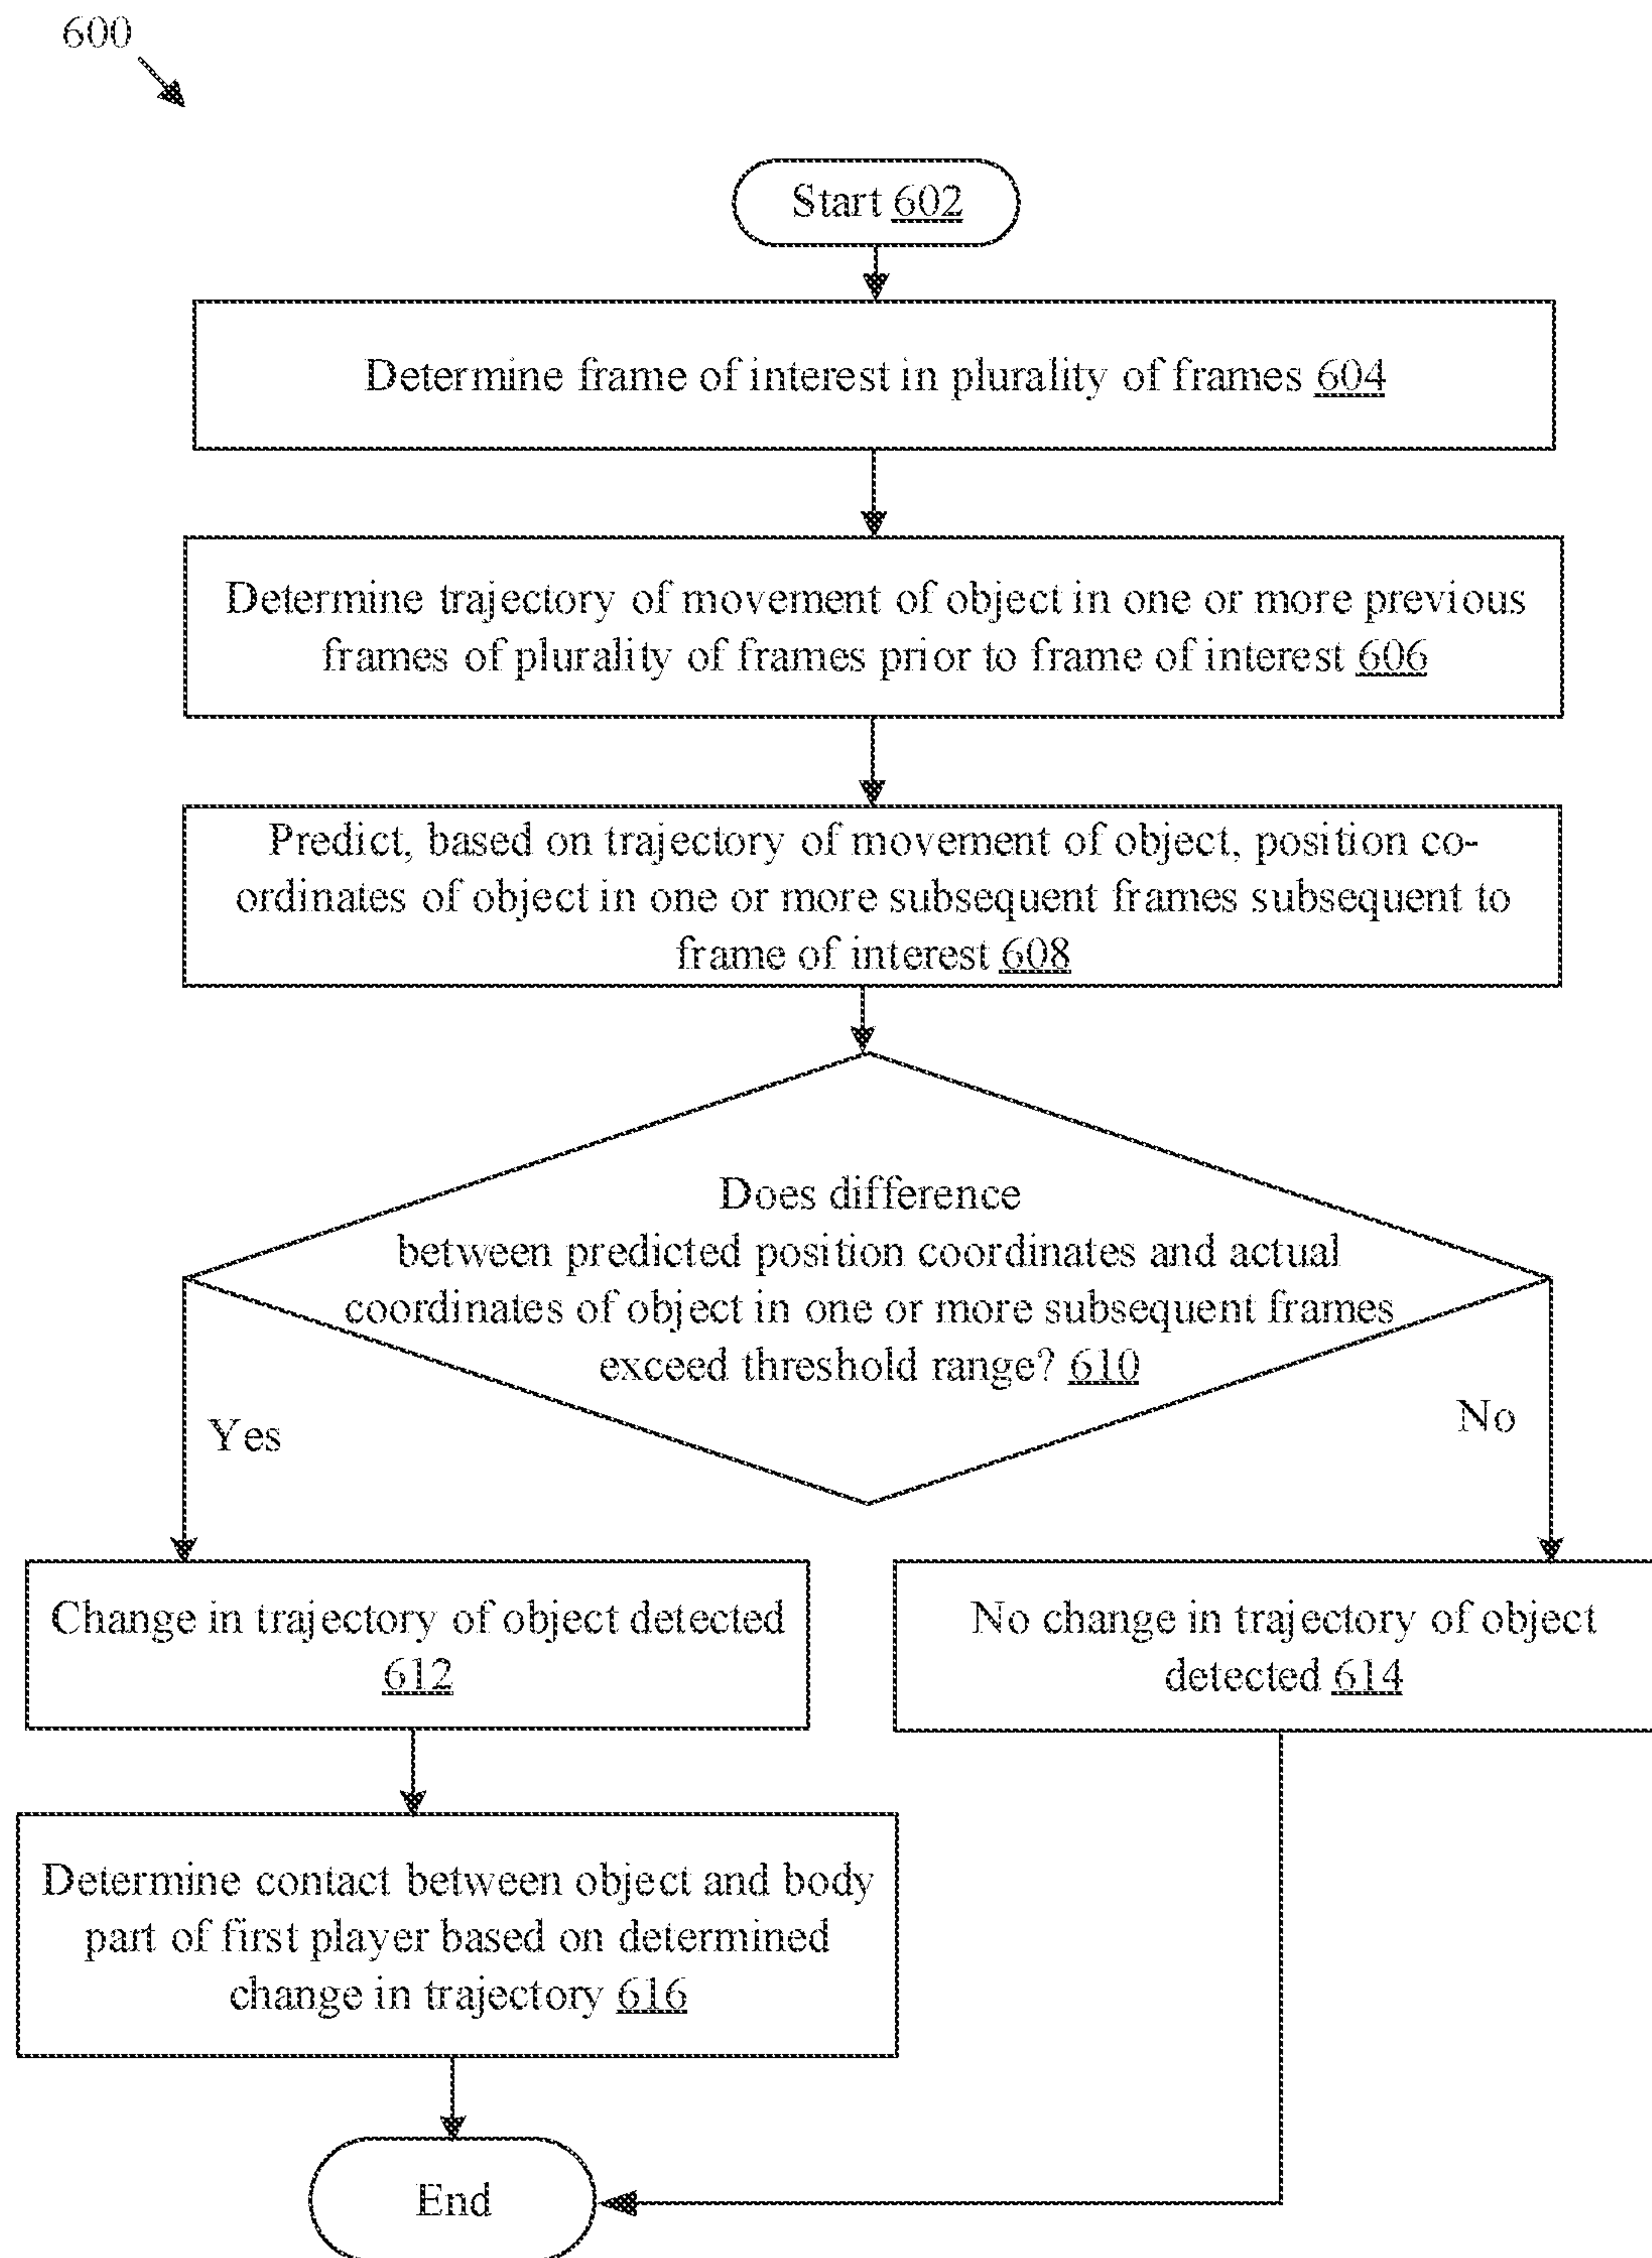 600
Start 602
Determine frame of interest in plurality of frames 604
Determine trajectory of movement of object in one or more previous
frames of plurality of frames prior to frame of interest 606
Predict, based on trajectory of movement of object, position co-
ordinates of object in one or more subsequent frames subsequent to
frame of interest 608
Does difference
between predicted position coordinates and actual
coordinates of object in one or more subsequent frames
exceed threshold range? 610
Yes
No
Change in trajectory of object detected
612
No change in trajectory of object
detected 614
Determine contact between object and body
part of first player based on determined
change in trajectory 616
End